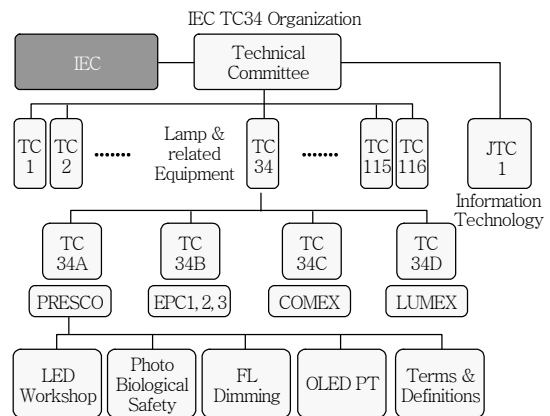 IEC TC34 Organization
IEC
Technical
Committee
TC
1
TC
2
.......
Lamp &
related
Equipment
TC
34
.......
TC
115
TC
116
JTC
1
Information
Technology
TC
34A
TC
34B
TC
34C
TC
34D
PRESCO
EPC1, 2, 3
COMEX
LUMEX
LED
Workshop
Photo
Biological
Safety
FL
Dimming
OLED PT
Terms &
Definitions